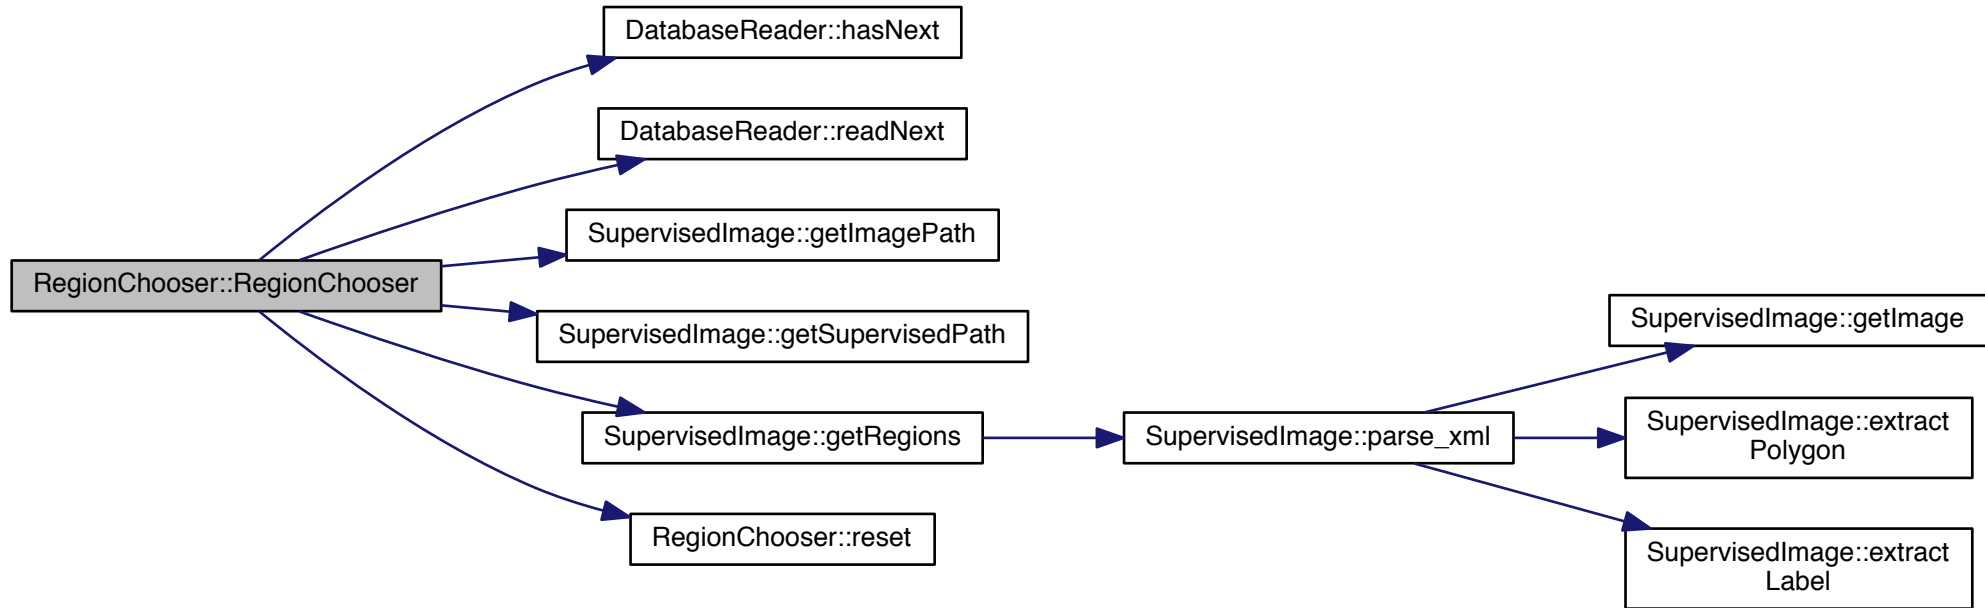 DatabaseReader::hasNext
DatabaseReader::readNext
SupervisedImage::getImagePath
RegionChooser::RegionChooser
SupervisedImage::getSupervisedPath
SupervisedImage::getImage
SupervisedImage::getRegions
SupervisedImage::parse_xml
SupervisedImage::extract
Polygon
RegionChooser::reset
SupervisedImage::extract
Label